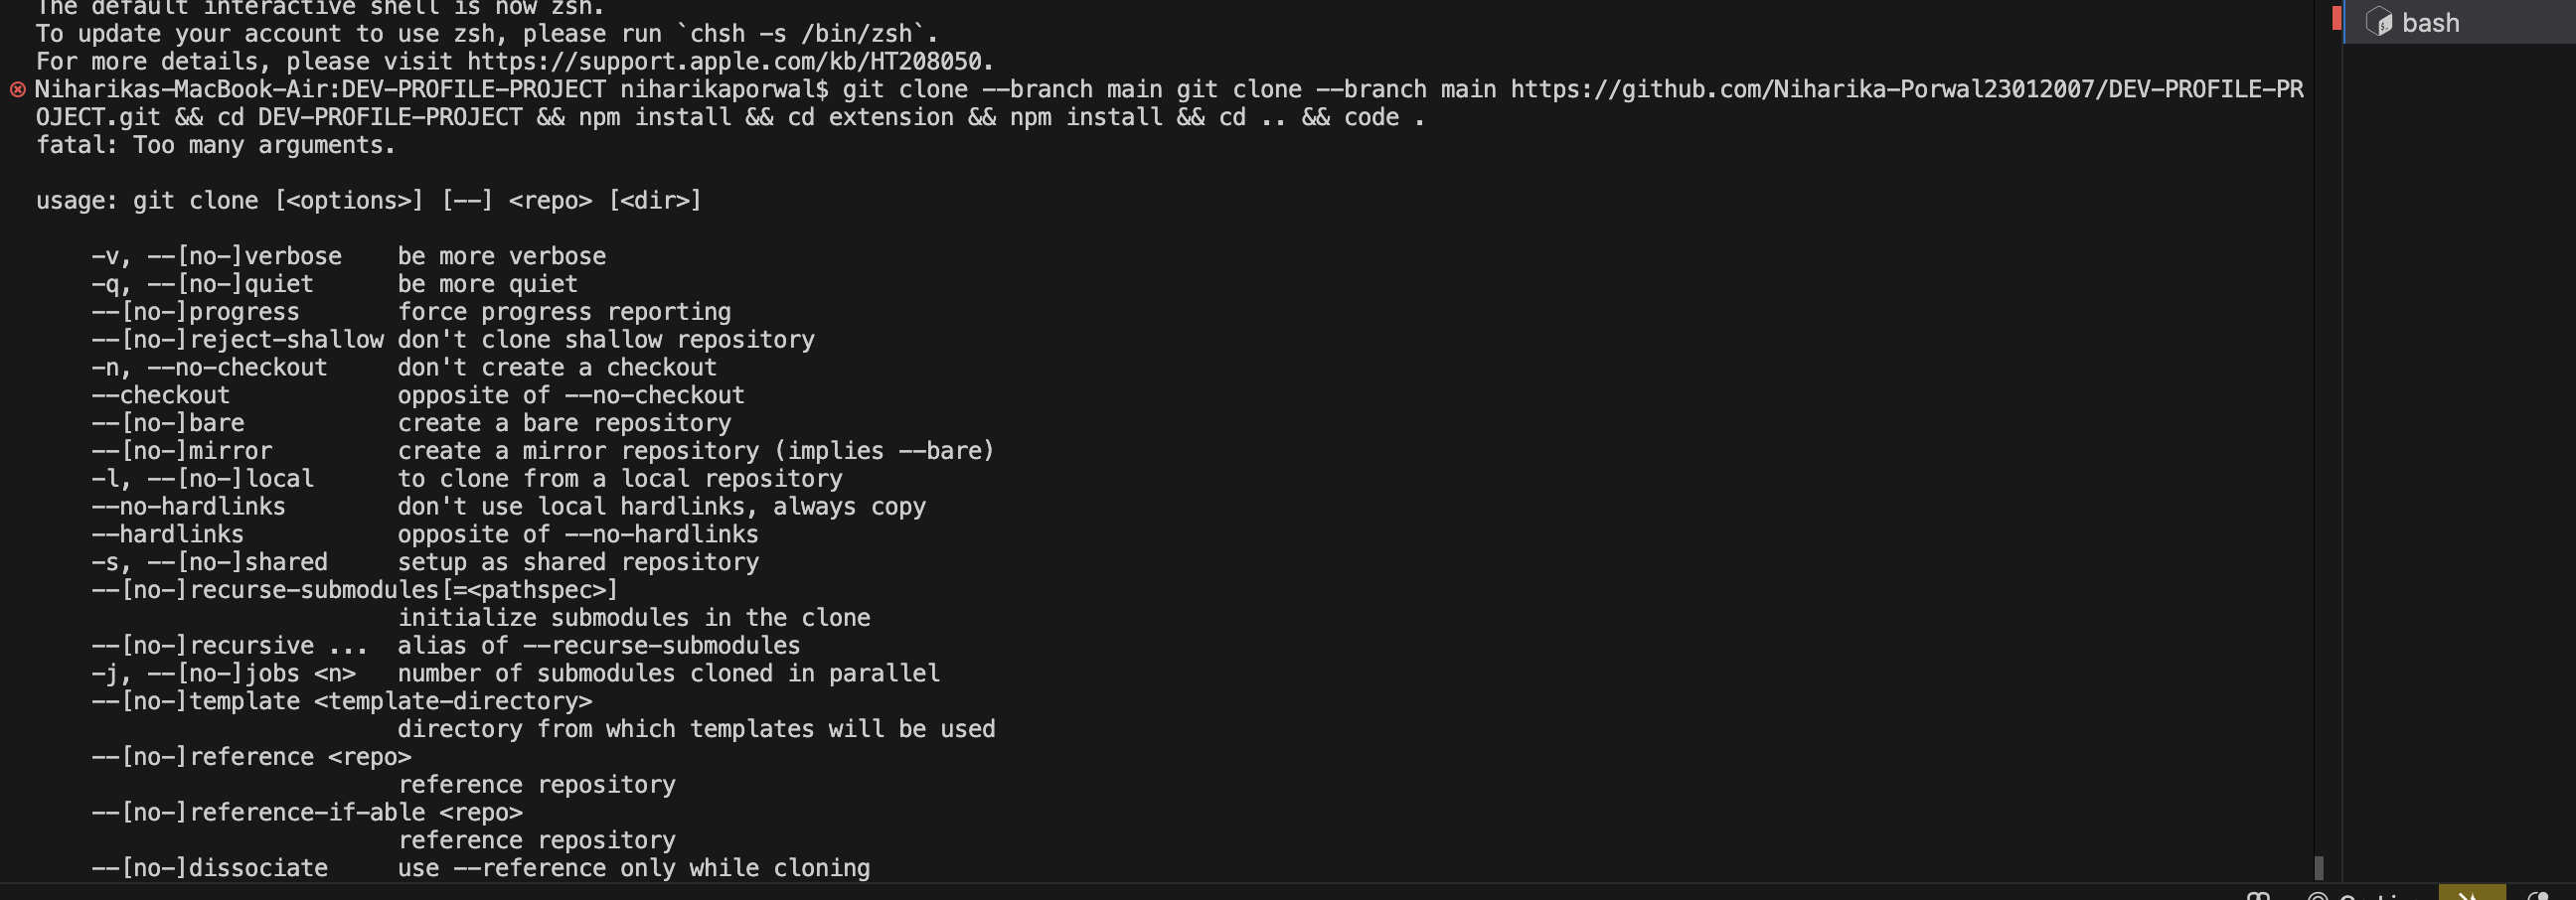 The default interactive shell is now zsh.
To update your account to use zsh, please run `chsh -s /bin/zsh`.
For more details, please visit https://support.apple.com/kb/HT208050.
Niharikas-MacBook-Air:DEV-PROFILE-PROJECT niharikaporwal$ git clone --branch main git clone --branch main https://github.com/Niharika-Porwal23012007/DEV-PROFILE-PR
OJECT.git && cd DEV-PROFILE-PROJECT && npm install && cd extension && npm install && cd .. && code .
fatal: Too many arguments.
usage: git clone [<options>] [--] <repo> [<dir>]
-v, --[no-]verbose    be more verbose
-q, --[no-]quiet      be more quiet
--[no-]progress       force progress reporting
--[no-]reject-shallow don't clone shallow repository
-n, --no-checkout     don't create a checkout
--checkout            opposite of --no-checkout
--[no-]bare           create a bare repository
--[no-]mirror         create a mirror repository (implies --bare)
-l, --[no-]local      to clone from a local repository
--no-hardlinks        don't use local hardlinks, always copy
--hardlinks           opposite of --no-hardlinks
-s, --[no-]shared     setup as shared repository
--[no-]recurse-submodules[=<pathspec>]
initialize submodules in the clone
--[no-]recursive ...  alias of --recurse-submodules
-j, --[no-]jobs <n>   number of submodules cloned in parallel
--[no-]template <template-directory>
directory from which templates will be used
--[no-]reference <repo>
reference repository
--[no-]reference-if-able <repo>
reference repository
--[no-]dissociate     use --reference only while cloning
bash